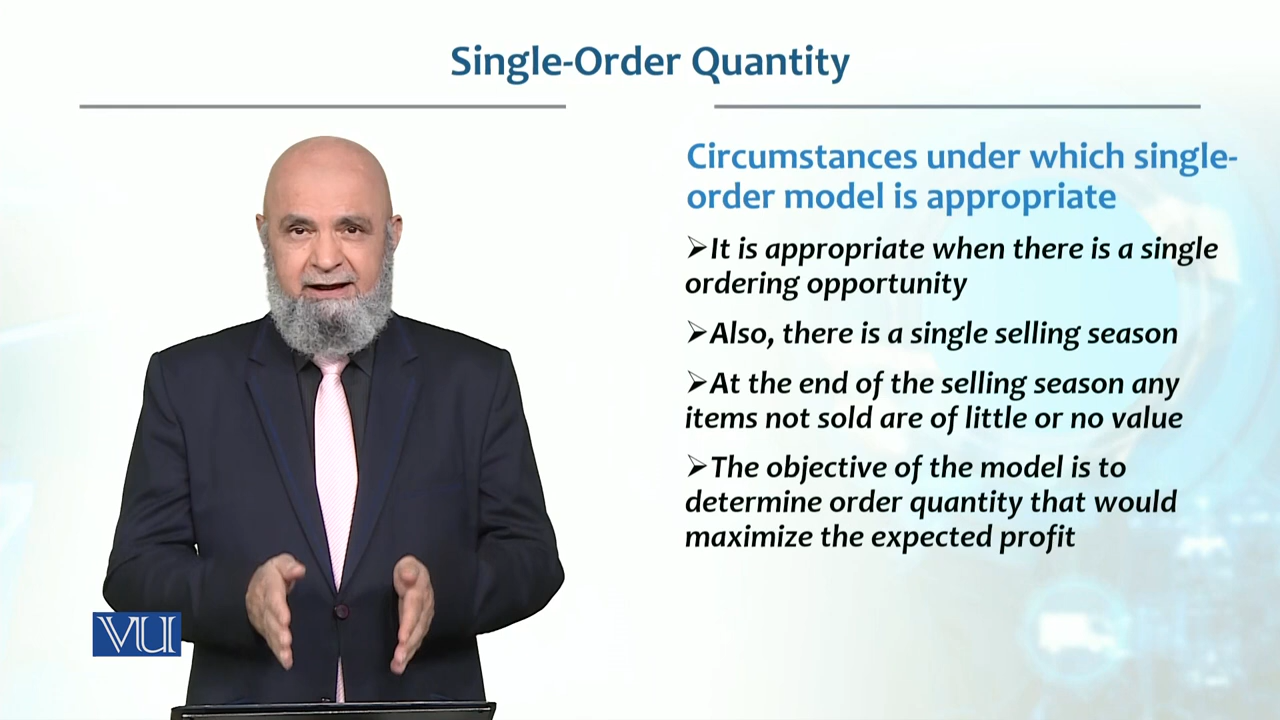 Single-Order Quantity
Circumstances under which single-
order model is appropriate
➢It is appropriate when there is a single
ordering opportunity
➢Also, there is a single selling season
➢At the end of the selling season any
items not sold are of little or no value
➢The objective of the model is to
determine order quantity that would
maximize the expected profit
VU